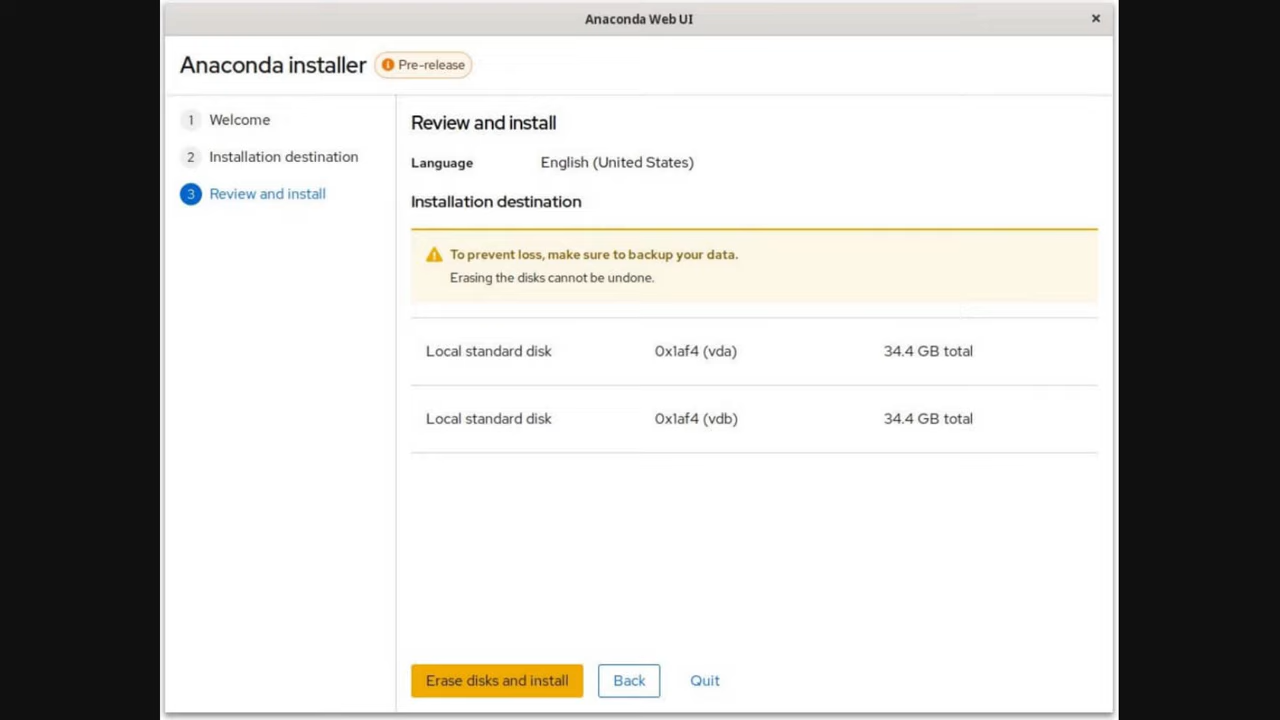 Anaconda Web UI ×
Anaconda installer Pre-release
1 Welcome
2 Installation destination
3 Review and install
Review and install
Language English (United States)
Installation destination
To prevent loss, make sure to backup your data.
Erasing the disks cannot be undone.
Local standard disk 0x1af4 (vda) 34.4 GB total
Local standard disk 0x1af4 (vdb) 34.4 GB total
Erase disks and install Back Quit